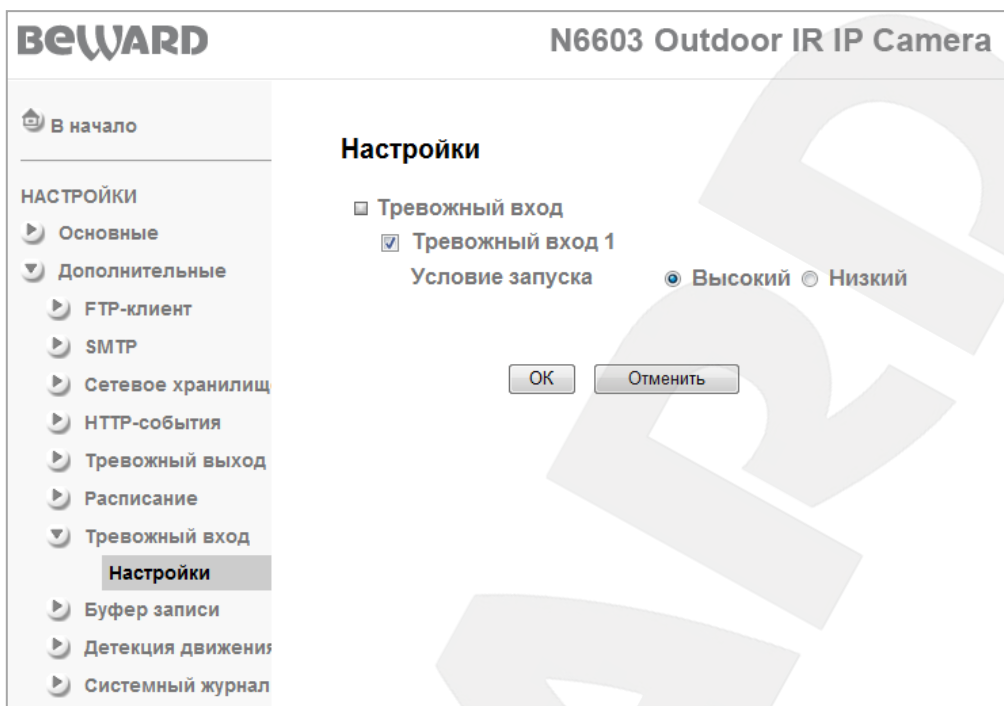 BEWARD
N6603 Outdoor IR IP Camera
В начало
НАСТРОЙКИ
Основные
Дополнительные
FTP-клиент
SMTP
Сетевое хранилищ
HTTP-события
Тревожный выход
Расписание
Тревожный вход
Настройки
Буфер записи
Детекция движения
Системный журнал
Настройки
Тревожный вход
Тревожный вход 1
Условие запуска Высокий Низкий
OK Отменить